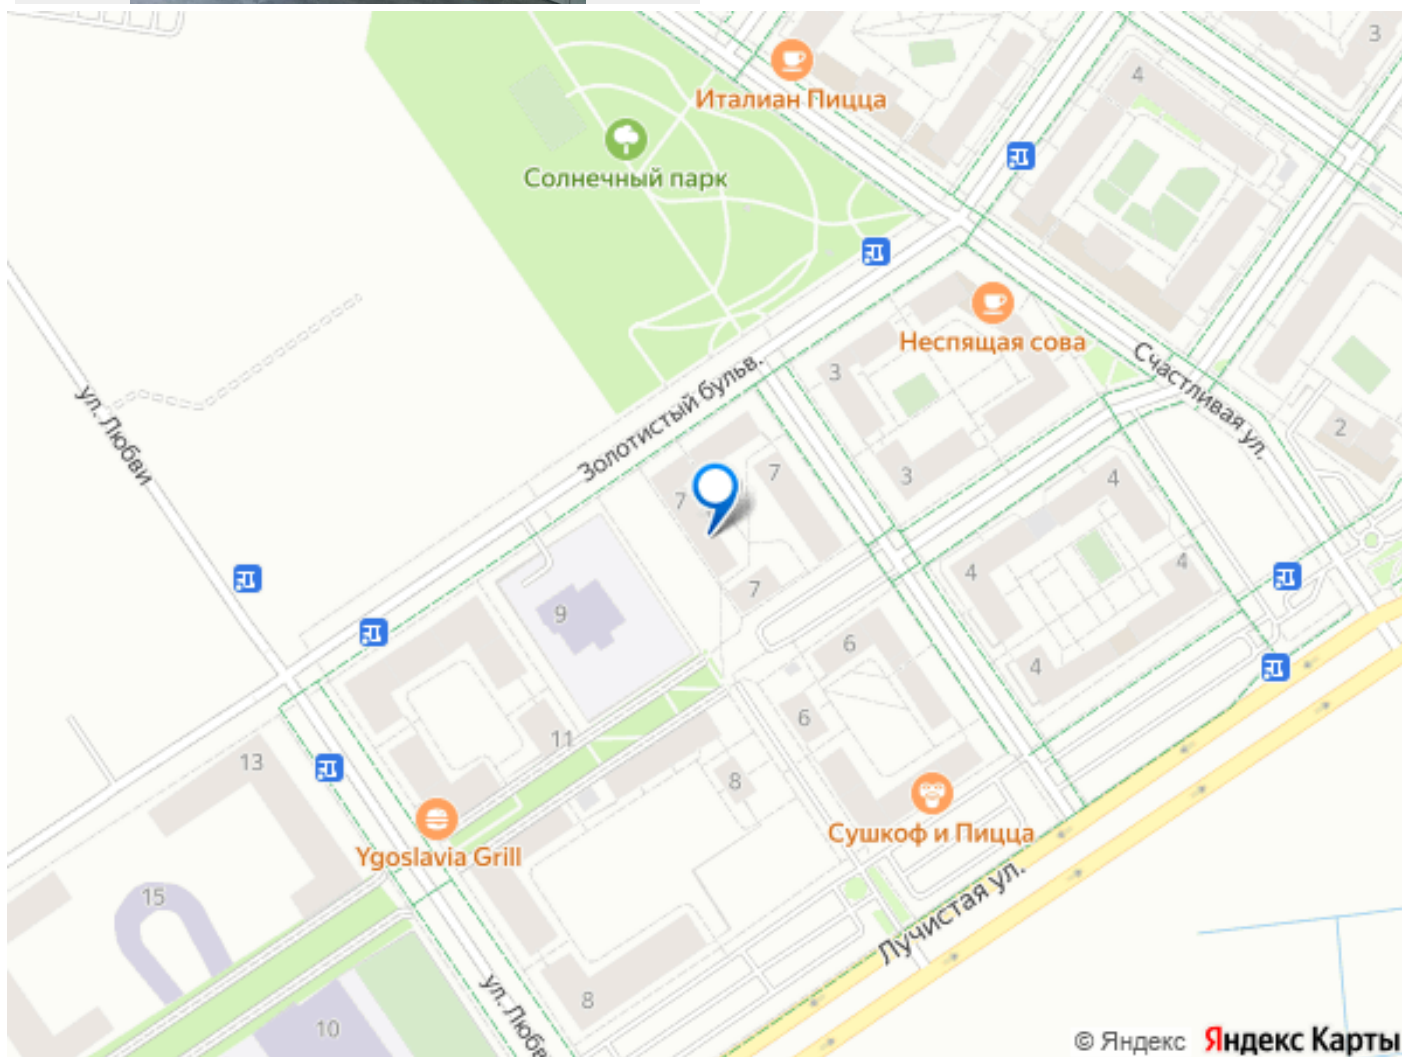 3
4
Италиан Пицца
Солнечный парк
Неспящая сова
3
Счастливая ул.
ул. Любви
Золотистый бульв.
2
7
7
3
4
4
4
7
9
6
4
6
11
13
8
Сушкоф и Пицца
Ygoslavia Grill
15
Лучистая ул.
8
ул. Любв
10
© Яндекс Яндекс Карты